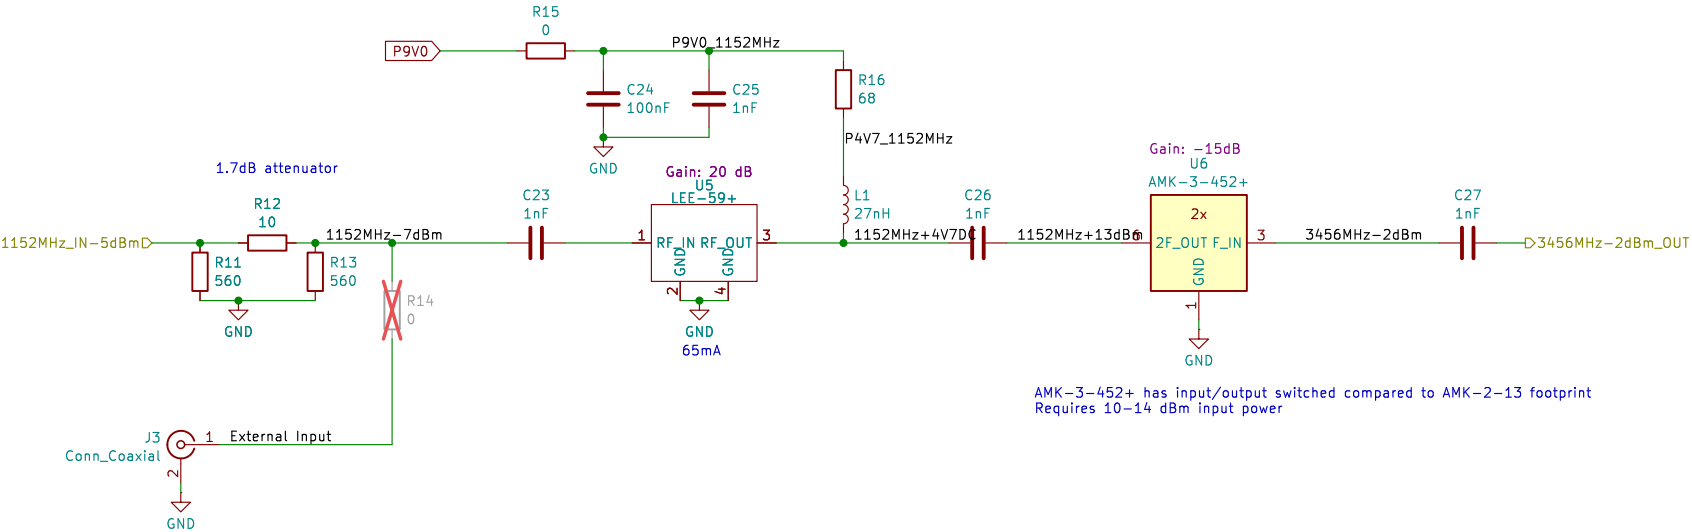 R15
0
P9V0
P9V0_1152MHz
C24
100nF
C25
1nF
R16
68
GND
P4V7_1152MHz
1.7dB attenuator
Gain: 20 dB
U5
LEE-59+
Gain: -15dB
U6
AMK-3-452+
R12
10
C23
1nF
L1
27nH
C26
1nF
C27
1nF
2x
1152MHz_IN-5dBm
1152MHz-7dBm
1
RF_IN
RF_OUT
3
1152MHz+4V7DC
1152MHz+13dBm
6
2F_OUT
F_IN
3
3456MHz-2dBm
3456MHz-2dBm_OUT
R11
560
R13
560
GND
GND
GND
2
4
1
R14
0
GND
GND
65mA
GND
AMK-3-452+ has input/output switched compared to AMK-2-13 footprint
Requires 10-14 dBm input power
J3
Conn_Coaxial
1
External Input
2
GND